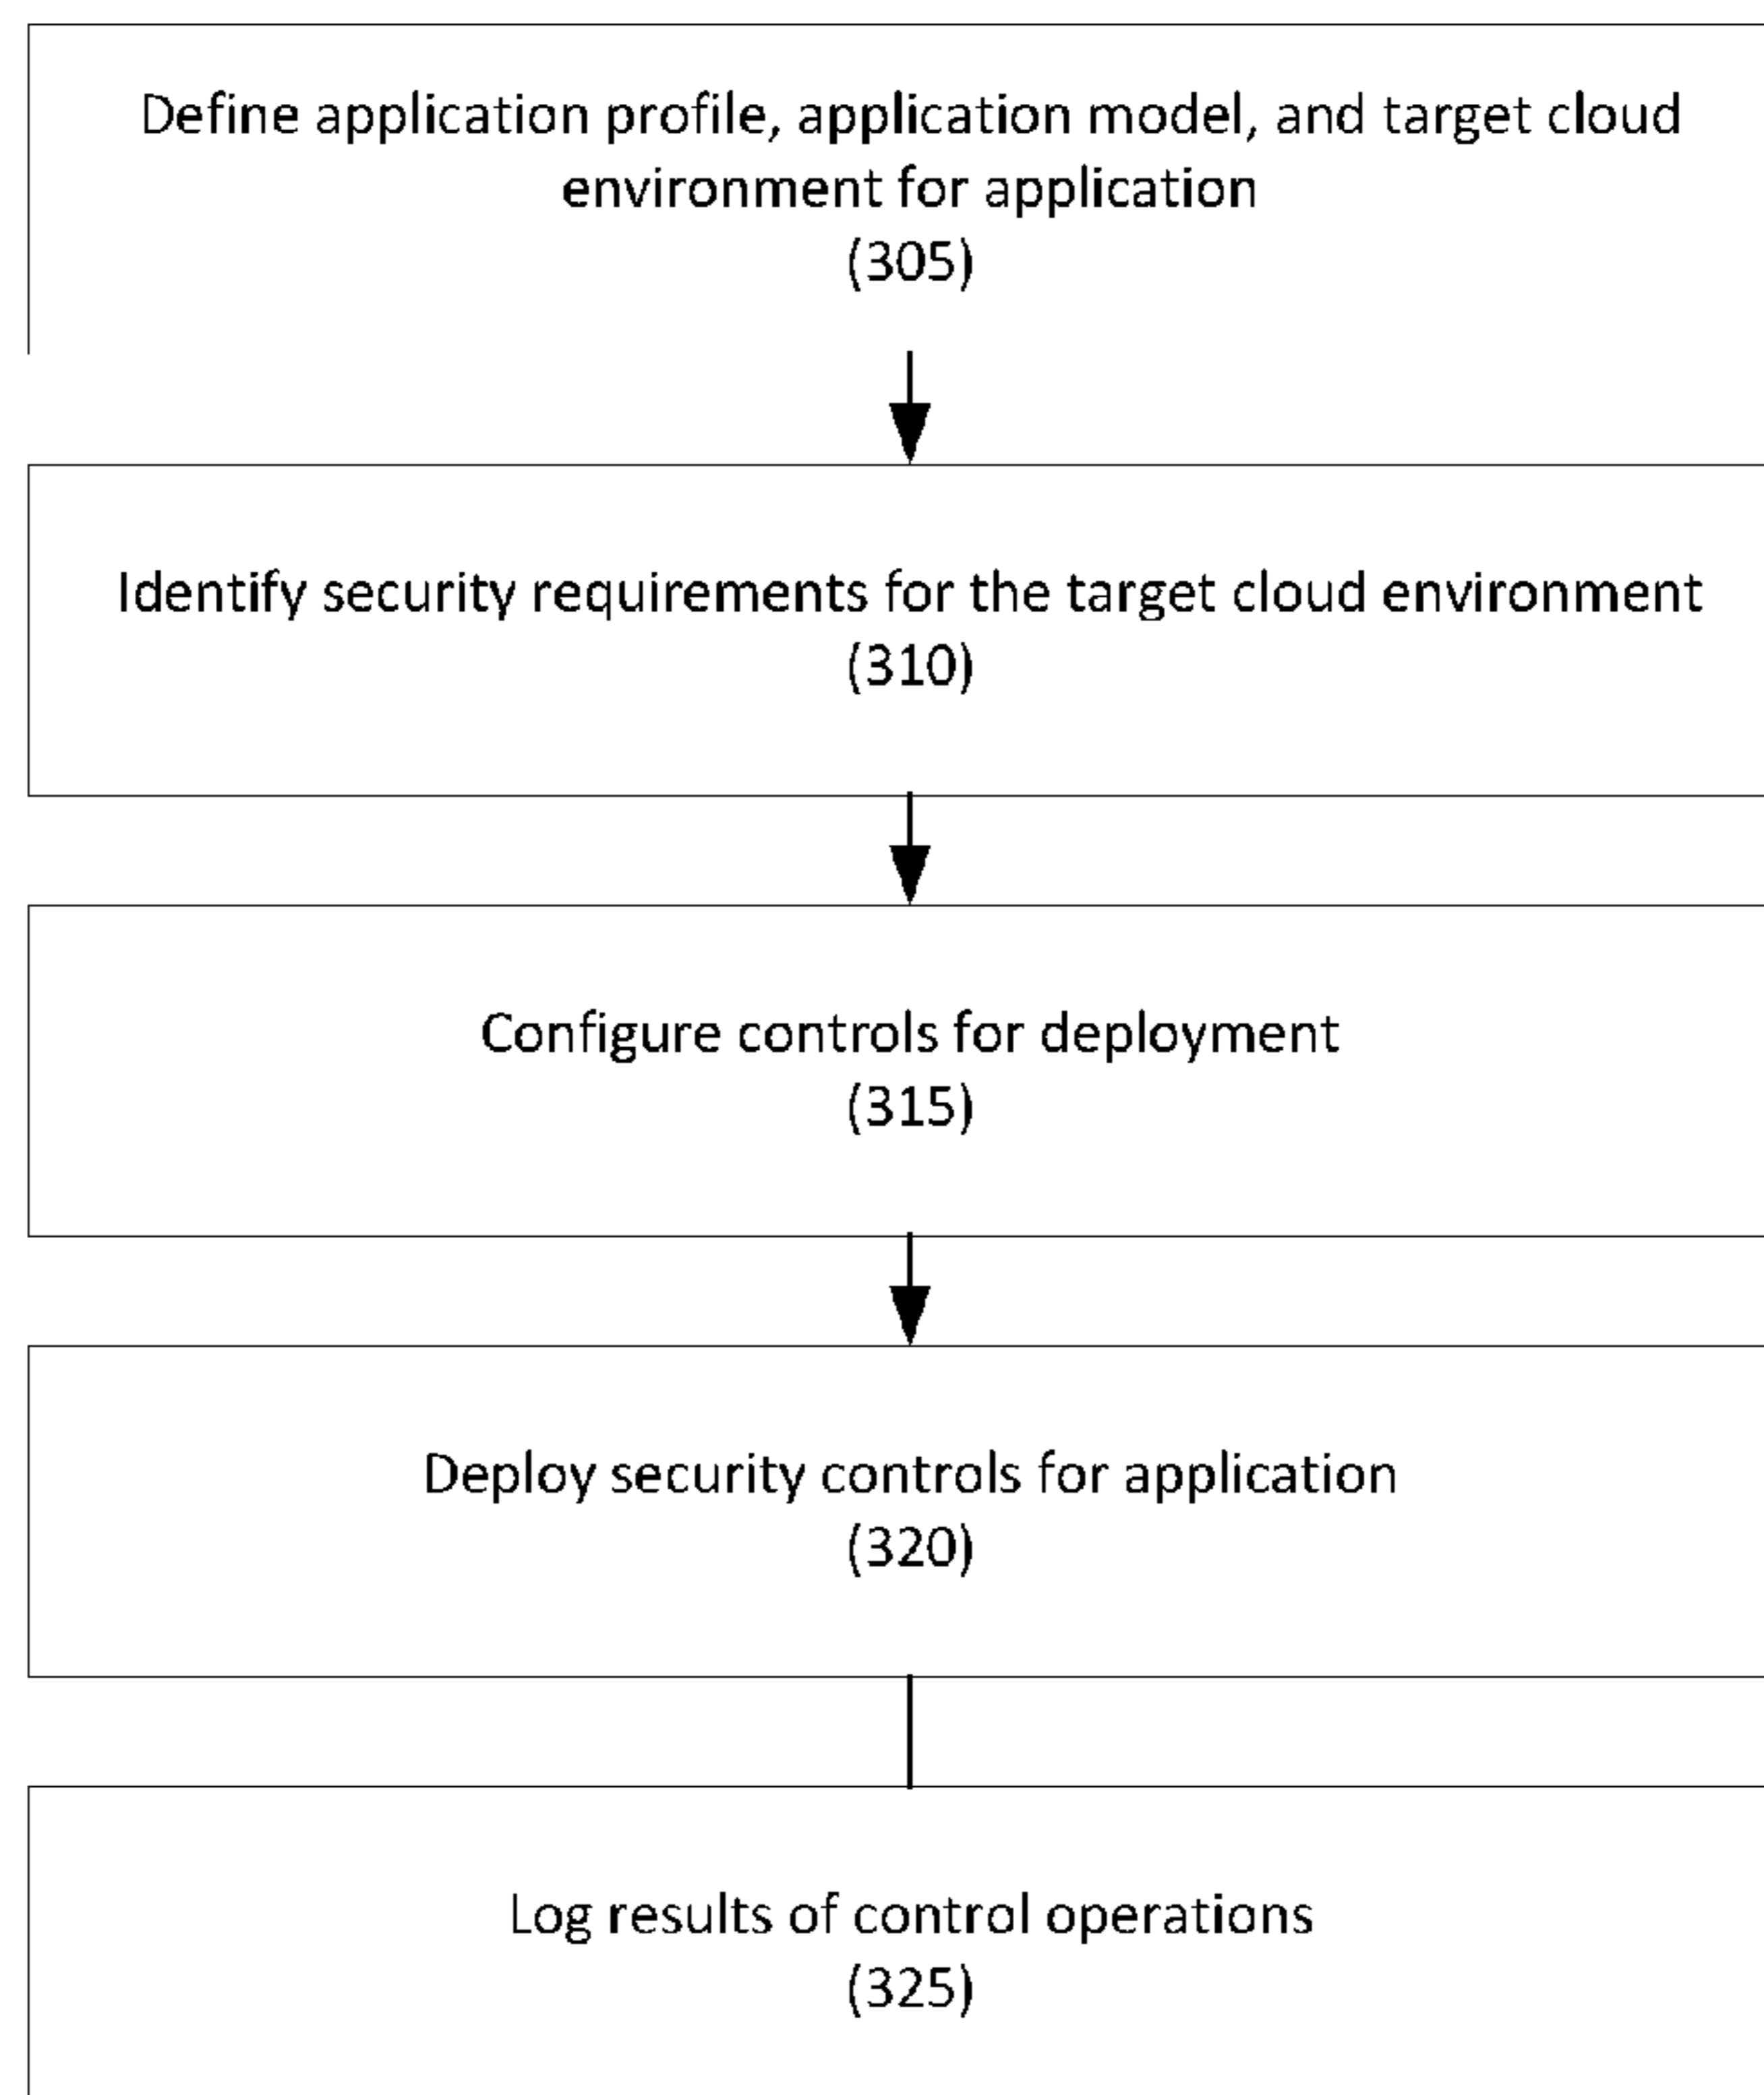 Define application profile, application model, and target cloud
environment for application
(305)
Identify security requirements for the target cloud environment
(310)
Configure controls for deployment
(315)
Deploy security controls for application
(320)
Log results of control operations
(325)